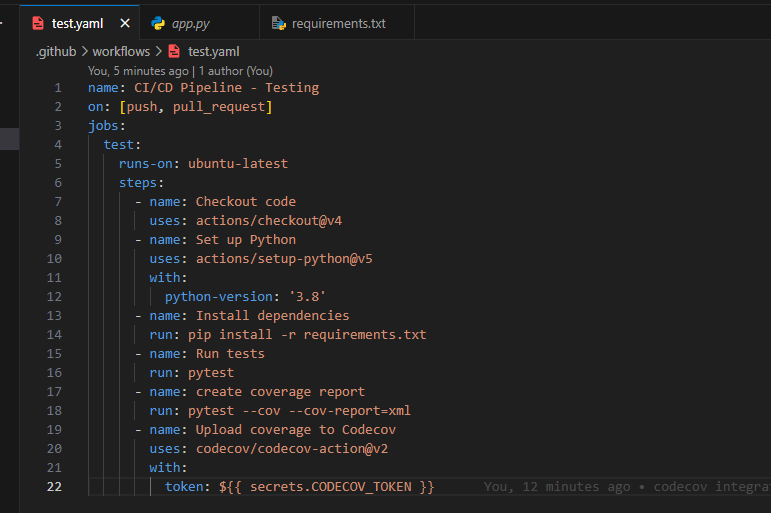 test.yaml
app.py
requirements.txt
.github > workflows > test.yaml
You, 5 minutes ago | 1 author (You)
1 name: CI/CD Pipeline - Testing
2 on: [push, pull_request]
3 jobs:
4 test:
5 runs-on: ubuntu-latest
6 steps:
7 - name: Checkout code
8 uses: actions/checkout@v4
9 - name: Set up Python
10 uses: actions/setup-python@v5
11 with:
12 python-version: '3.8'
13 - name: Install dependencies
14 run: pip install -r requirements.txt
15 - name: Run tests
16 run: pytest
17 - name: create coverage report
18 run: pytest --cov --cov-report=xml
19 - name: Upload coverage to Codecov
20 uses: codecov/codecov-action@v2
21 with:
22 token: ${{ secrets.CODECOV_TOKEN }} You, 12 minutes ago • codecov integra